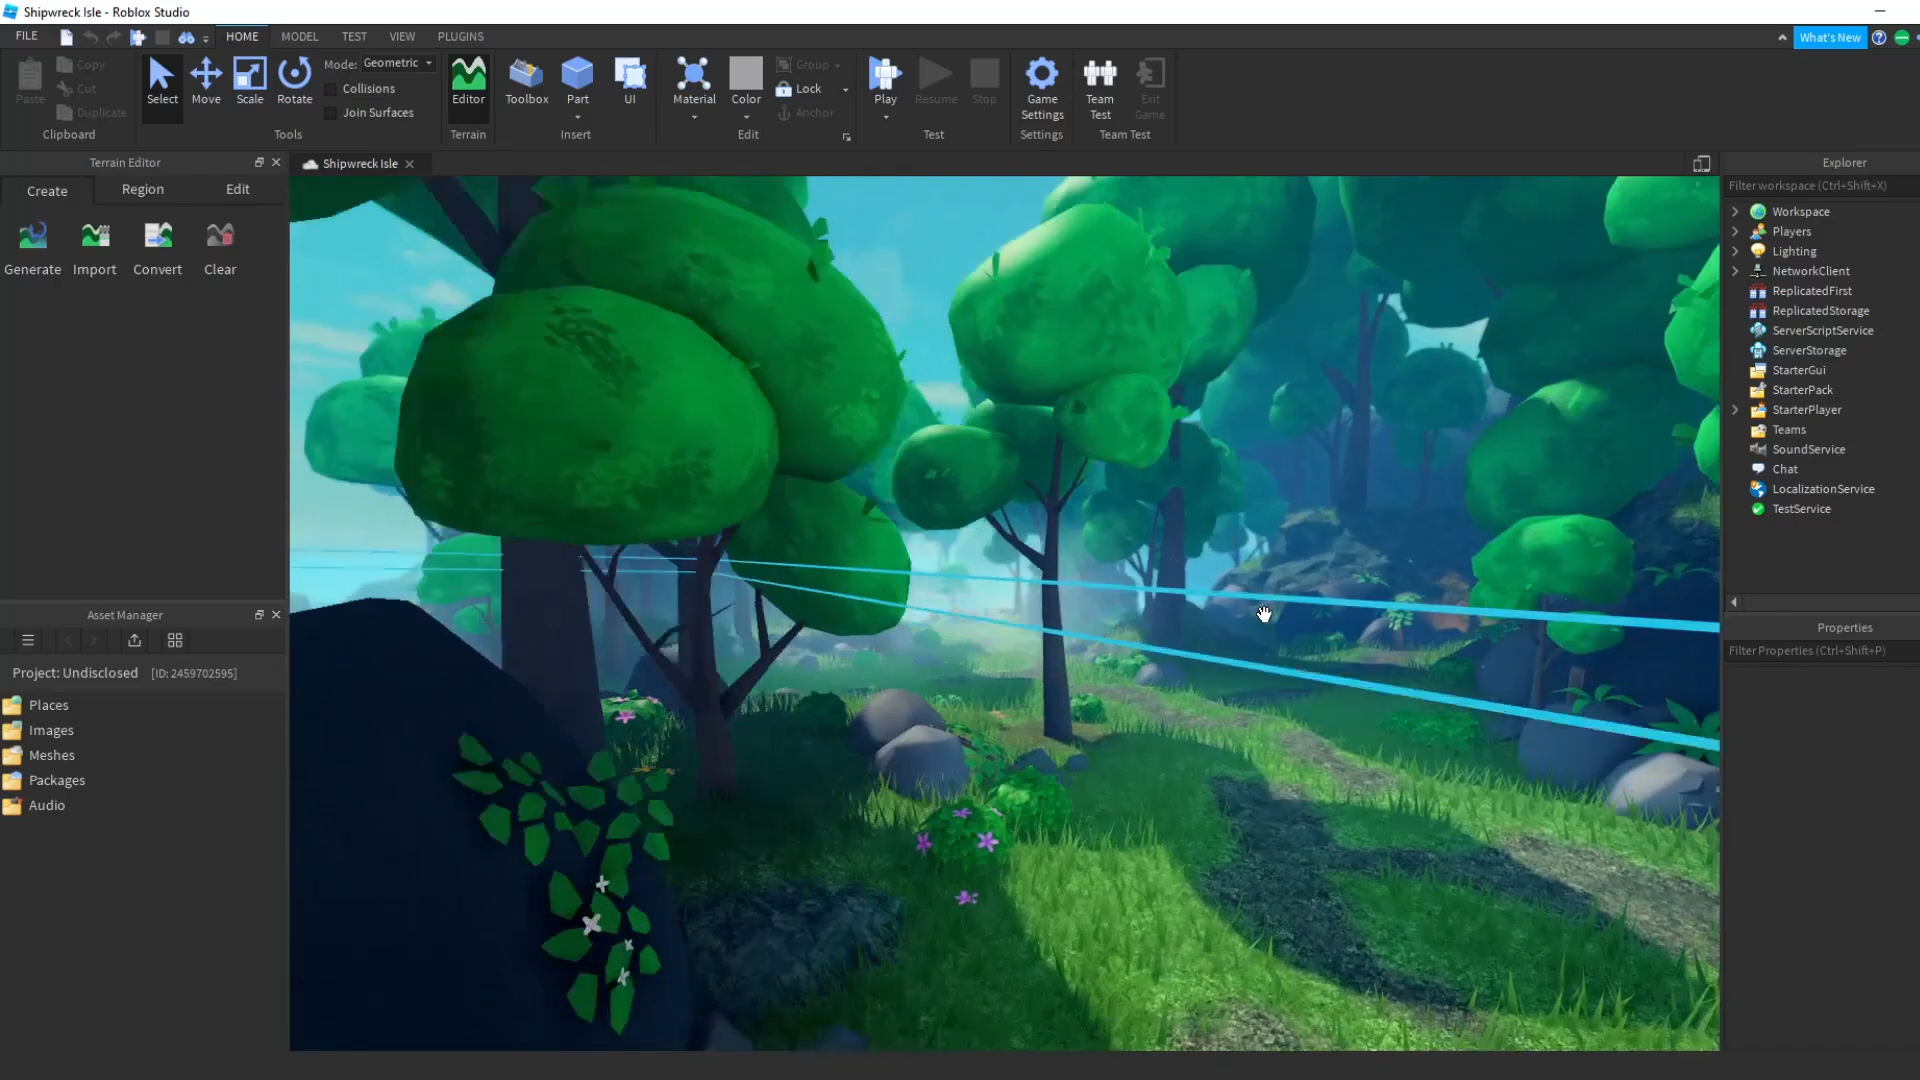 Shipwreck Isle - Roblox Studio
FILE HOME MODEL TEST VIEW PLUGINS What's New
Paste Copy Cut Duplicate Clipboard
Select Move Scale Rotate Mode: Geometric Collisions Join Surfaces Tools
Editor Terrain
Toolbox Part UI Insert
Material Color Group Lock Anchor Edit
Play Resume Stop Test
Game Settings Settings
Team Test Exit Game Team Test
Terrain Editor
Create Region Edit
Generate Import Convert Clear
Shipwreck Isle
Asset Manager
Project: Undisclosed [ID: 2459702595]
Places
Images
Meshes
Packages
Audio
Explorer
Filter workspace (Ctrl+Shift+X)
Workspace
Players
Lighting
NetworkClient
ReplicatedFirst
ReplicatedStorage
ServerScriptService
ServerStorage
StarterGui
StarterPack
StarterPlayer
Teams
SoundService
Chat
LocalizationService
TestService
Properties
Filter Properties (Ctrl+Shift+P)